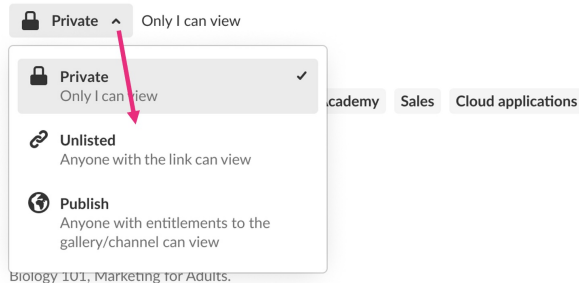 Private Only I can view
Private
Only I can view
cademy Sales Cloud applications
Unlisted
Anyone with the link can view
Publish
Anyone with entitlements to the
gallery/channel can view
Biology 101, Marketing for Adults.